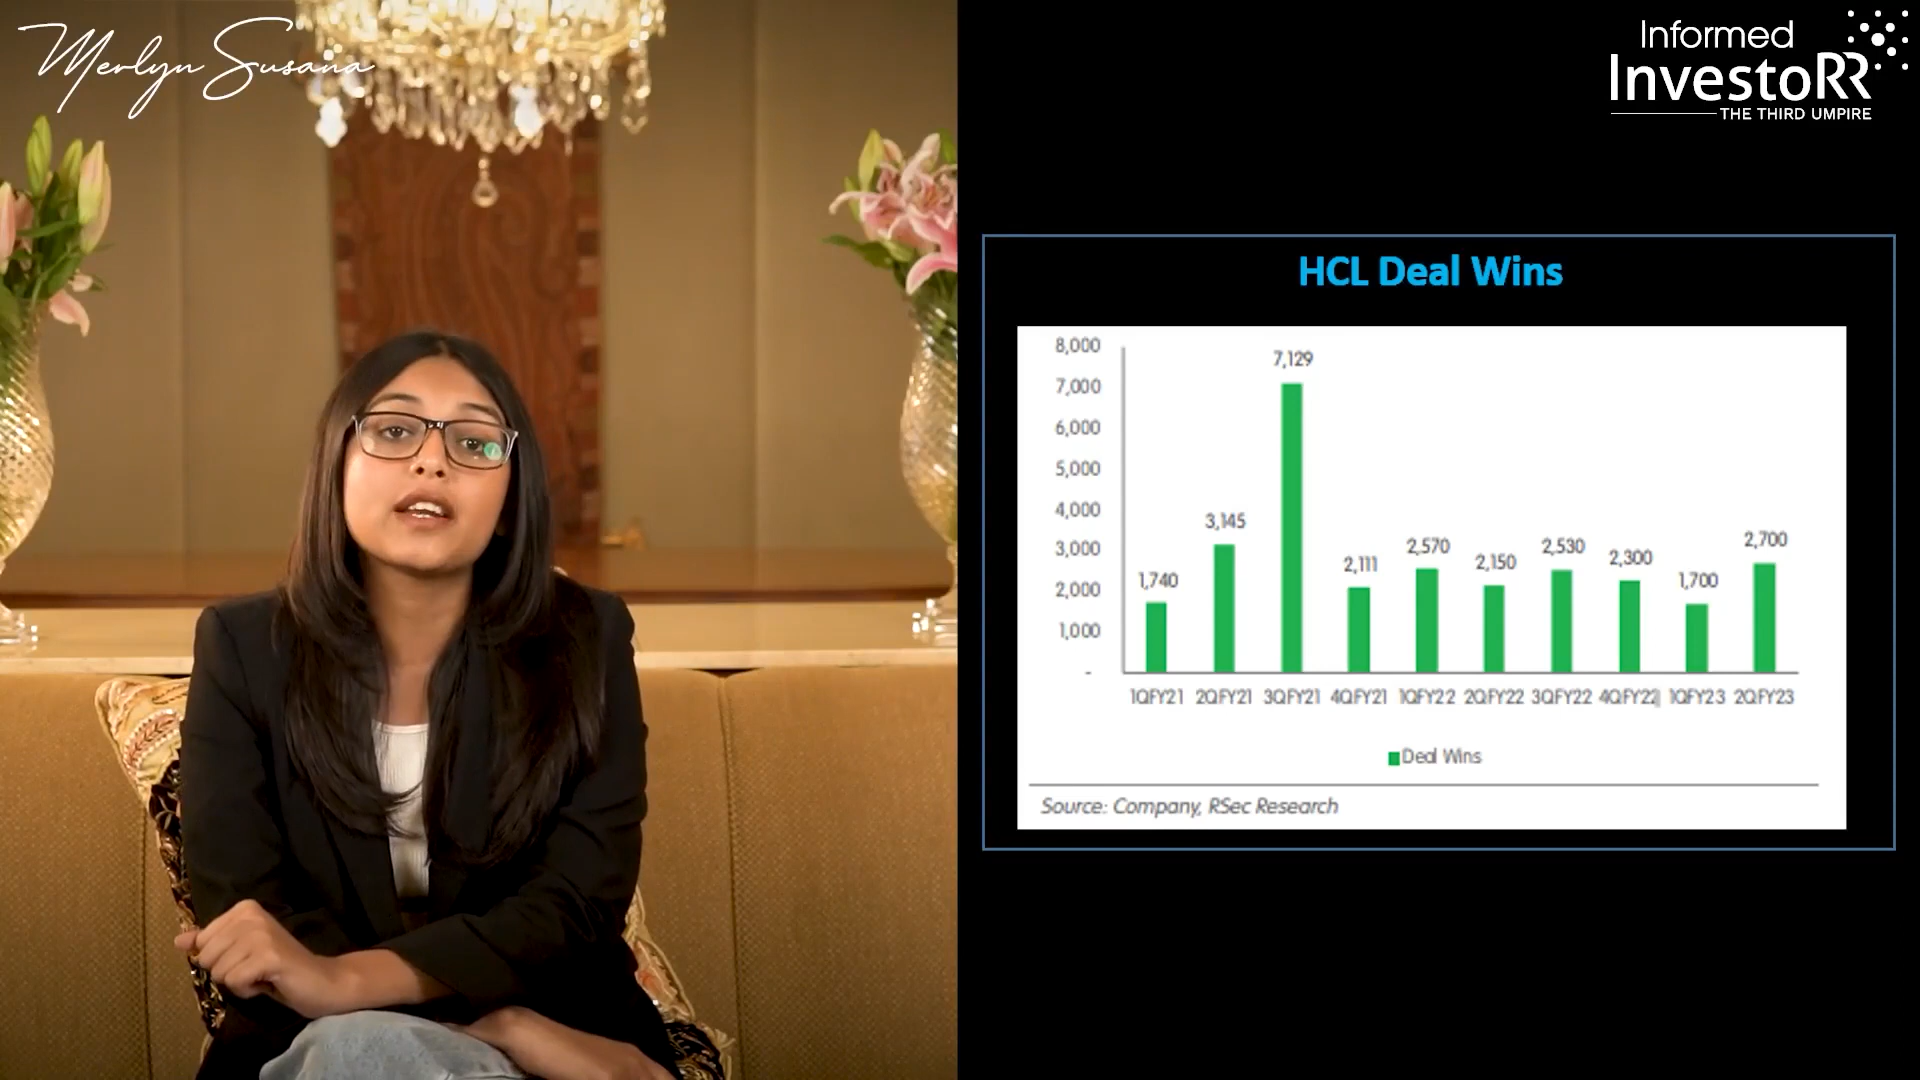 Merlyn Susana
Informed
InvestoRR
THE THIRD UMPIRE
HCL Deal Wins
8,000
7,000
6,000
5,000
4,000
3,000
2,000
1,000
-
1,740
3,145
7,129
2,111
2,570
2,150
2,530
2,300
1,700
2,700
1QFY21 2QFY21 3QFY21 4QFY21 1QFY22 2QFY22 3QFY22 4QFY22 1QFY23 2QFY23
Deal Wins
Source: Company, RSec Research